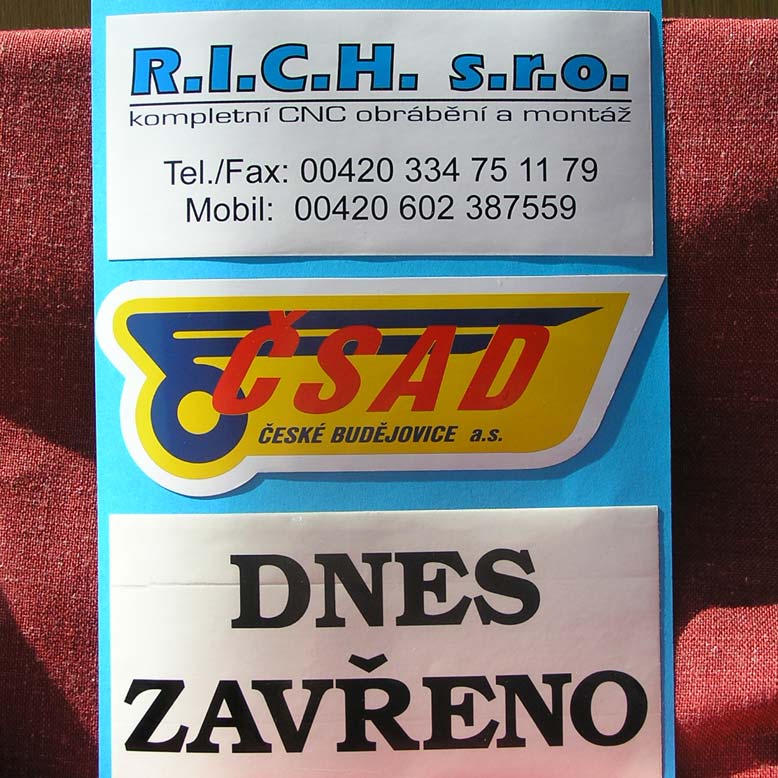 R.I.C.H. s.r.o.
kompletní CNC obrábění a montáž
Tel./Fax: 00420 334 75 11 79
Mobil: 00420 602 387559
ČSAD
ČESKÉ BUDĚJOVICE a.s.
DNES
ZAVŘENO